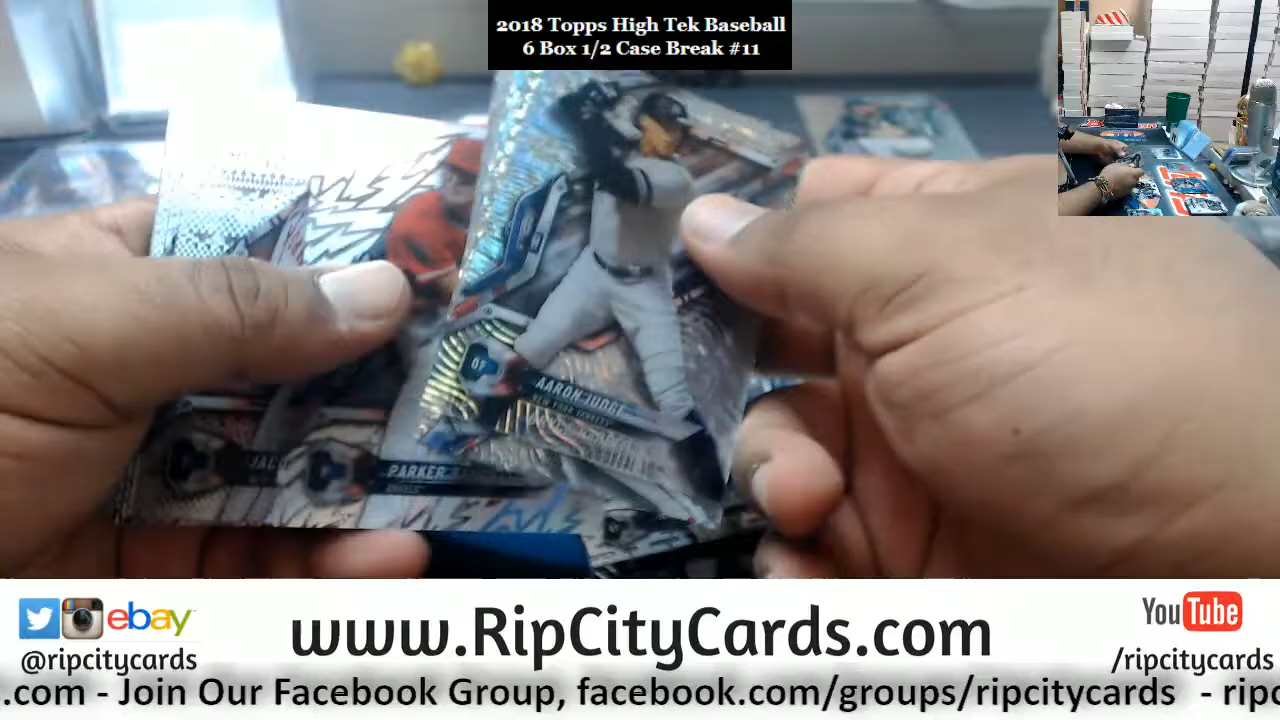 2018 Topps High Tek Baseball
6 Box 1/2 Case Break #11
OF
AARON JUDGE
NEW YORK YANKEES
PARKER
ebay
@ripcitycards
www.RipCityCards.com
YouTube
/ripcitycards
.com - Join Our Facebook Group, facebook.com/groups/ripcitycards - ripc